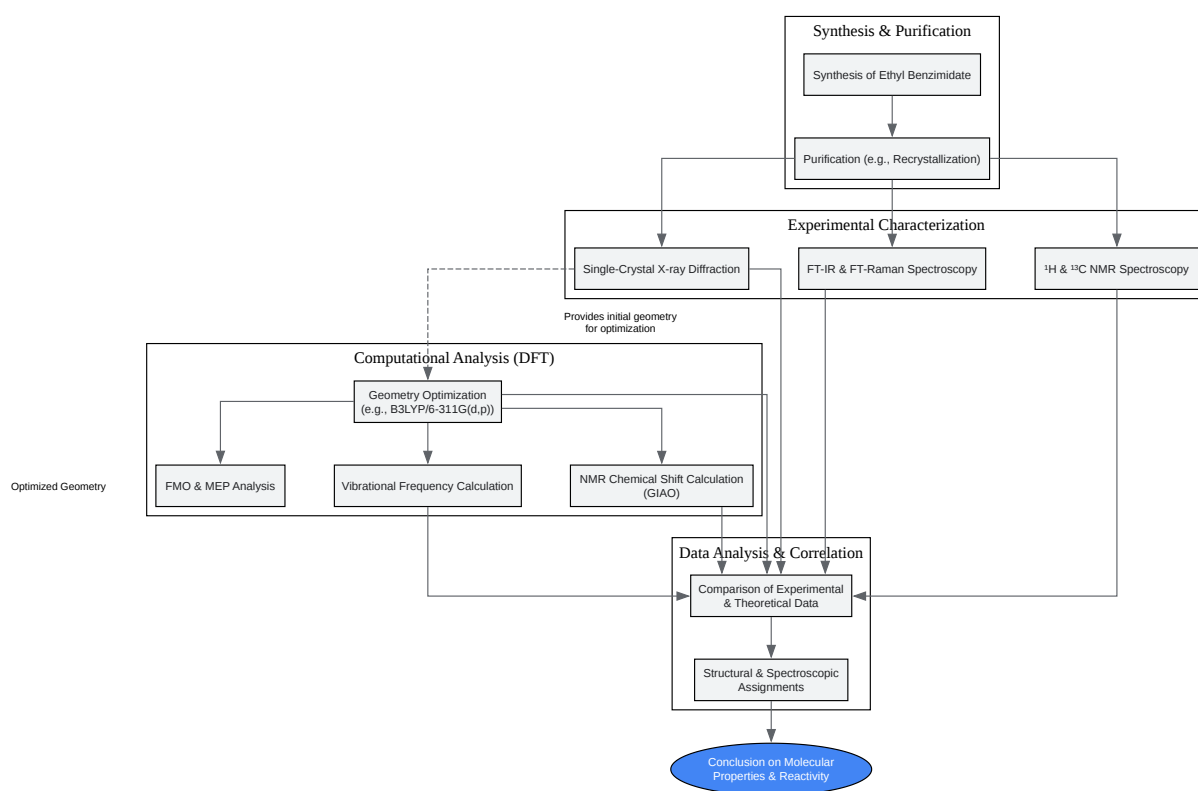 Synthesis & Purification
Synthesis of Ethyl Benzimidate
Purification (e.g., Recrystallization)
Experimental Characterization
Single-Crystal X-ray Diffraction
FT-IR & FT-Raman Spectroscopy
¹H & ¹³C NMR Spectroscopy
Provides initial geometry
for optimization
Computational Analysis (DFT)
Geometry Optimization
(e.g., B3LYP/6-311G(d,p))
Optimized Geometry
FMO & MEP Analysis
Vibrational Frequency Calculation
NMR Chemical Shift Calculation
(GIAO)
Data Analysis & Correlation
Comparison of Experimental
& Theoretical Data
Structural & Spectroscopic
Assignments
Conclusion on Molecular
Properties & Reactivity